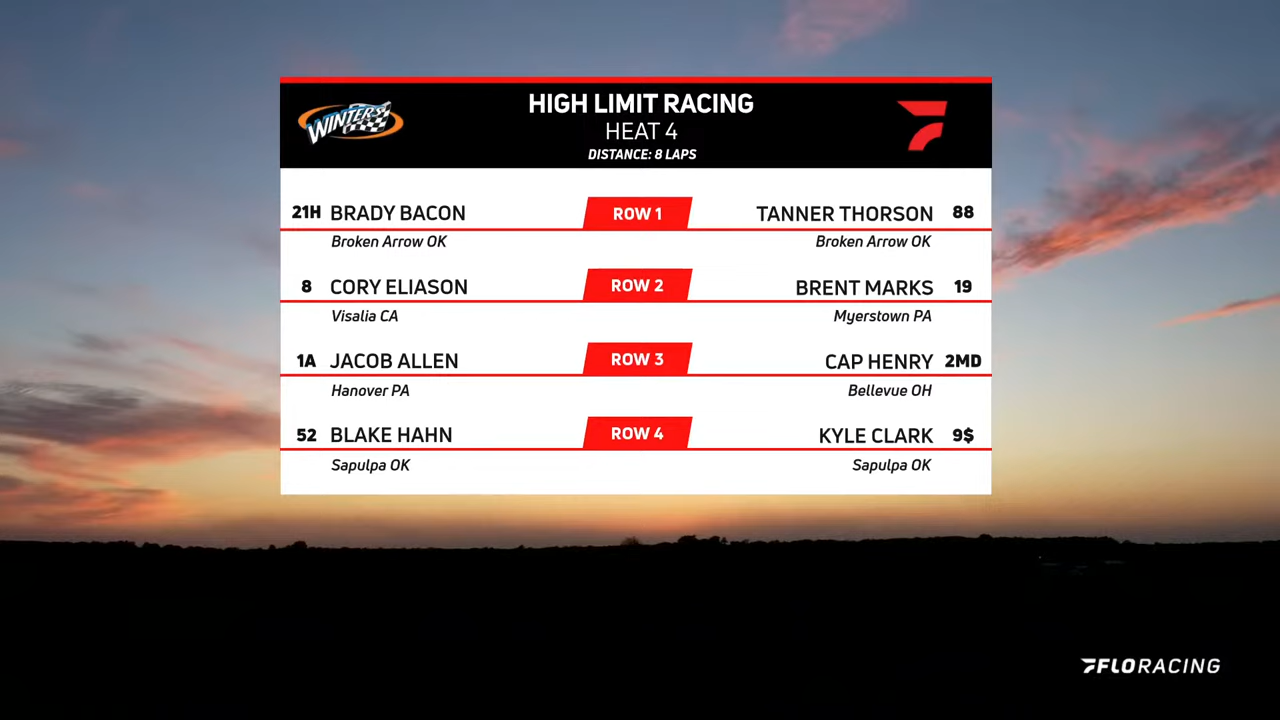 WINTERS
HIGH LIMIT RACING
HEAT 4
DISTANCE: 8 LAPS
21H BRADY BACON ROW 1 TANNER THORSON 88
Broken Arrow OK Broken Arrow OK
8 CORY ELIASON ROW 2 BRENT MARKS 19
Visalia CA Myerstown PA
1A JACOB ALLEN ROW 3 CAP HENRY 2MD
Hanover PA Bellevue OH
52 BLAKE HAHN ROW 4 KYLE CLARK 9$
Sapulpa OK Sapulpa OK
FLORACING